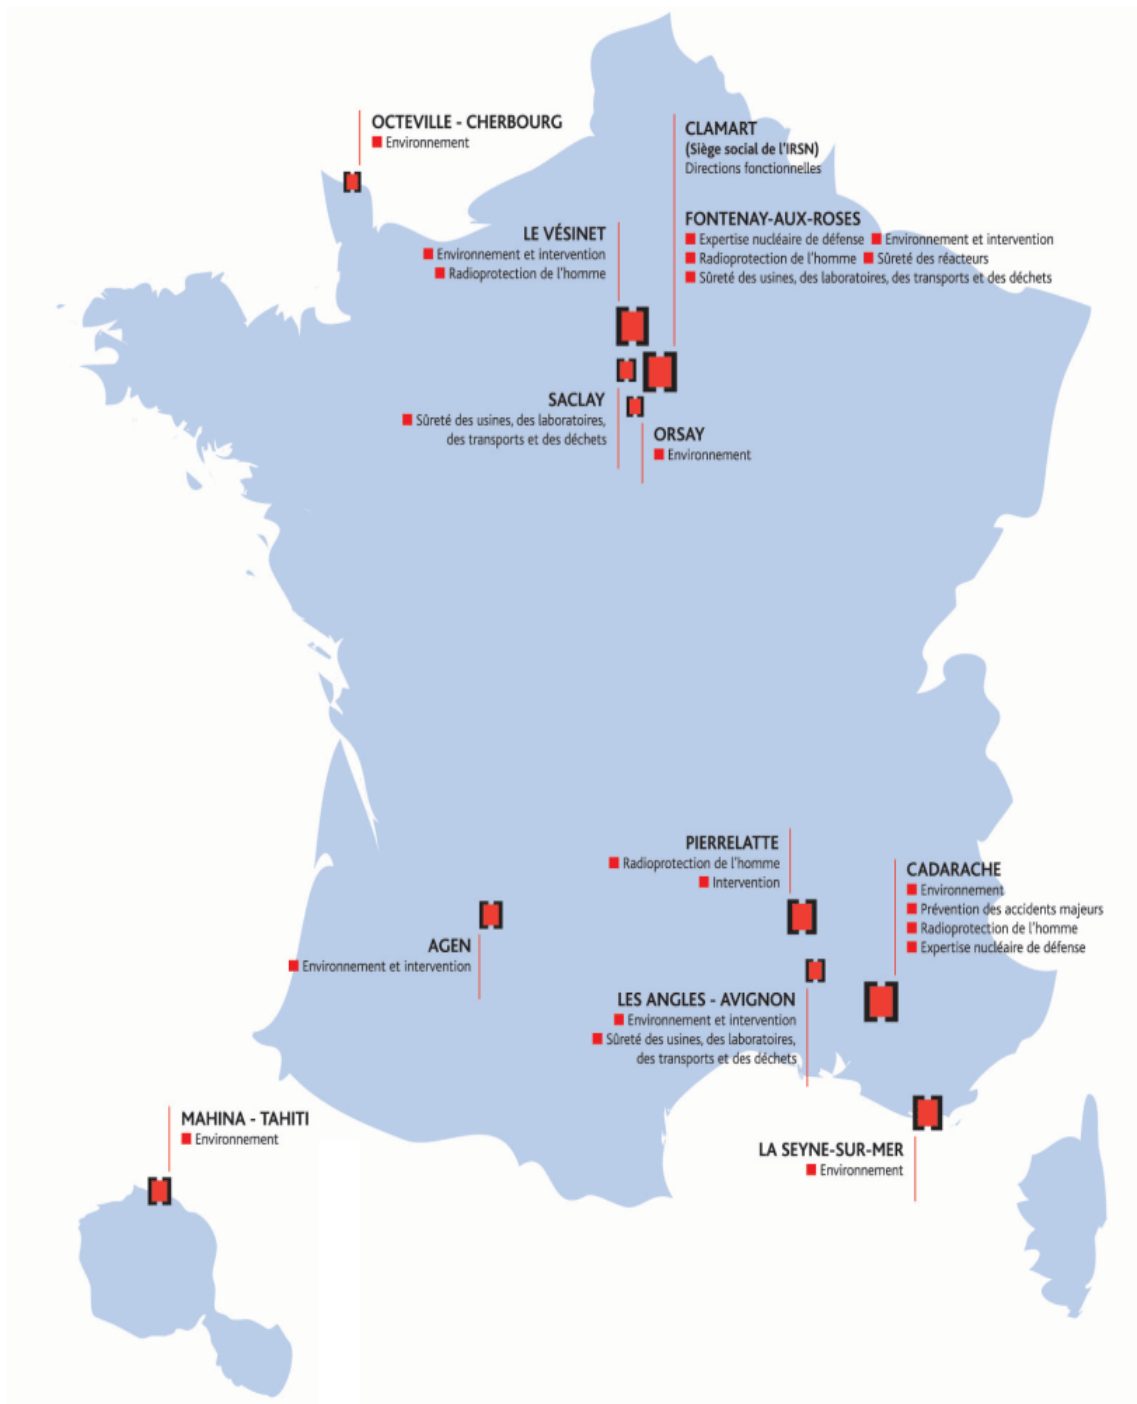 OCTEVILLE - CHERBOURG
Environnement
CLAMART
(Siège social de l'IRSN)
Directions fonctionnelles
FONTENAY-AUX-ROSES
Expertise nucléaire de défense Environnement et intervention
Radioprotection de l'homme Sûreté des réacteurs
Sûreté des usines, des laboratoires, des transports et des déchets
LE VÉSINET
Environnement et intervention
Radioprotection de l'homme
SACLAY
Sûreté des usines, des laboratoires,
des transports et des déchets
ORSAY
Environnement
PIERRELATTE
Radioprotection de l'homme
Intervention
CADARACHE
Environnement
Prévention des accidents majeurs
Radioprotection de l'homme
Expertise nucléaire de défense
AGEN
Environnement et intervention
LES ANGLES - AVIGNON
Environnement et intervention
Sûreté des usines, des laboratoires,
des transports et des déchets
MAHINA - TAHITI
Environnement
LA SEYNE-SUR-MER
Environnement